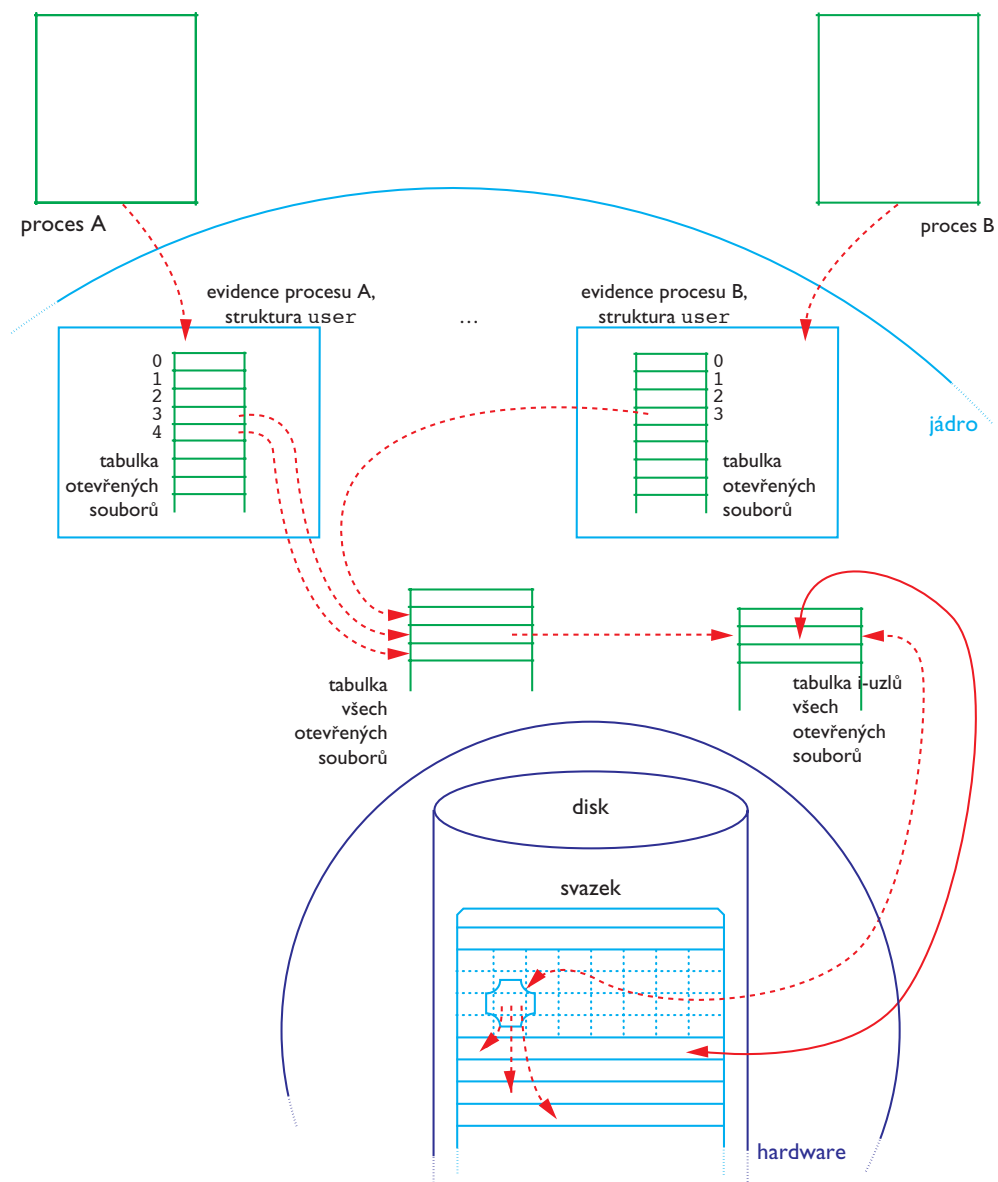 proces A
proces B
evidence procesu A,
struktura user
...
evidence procesu B,
struktura user
jádro
0
1
2
3
4
tabulka
otevřených
souborů
0
1
2
3
tabulka
otevřených
souborů
tabulka
všech
otevřených
souborů
tabulka i-uzlů
všech
otevřených
souborů
disk
svazek
hardware